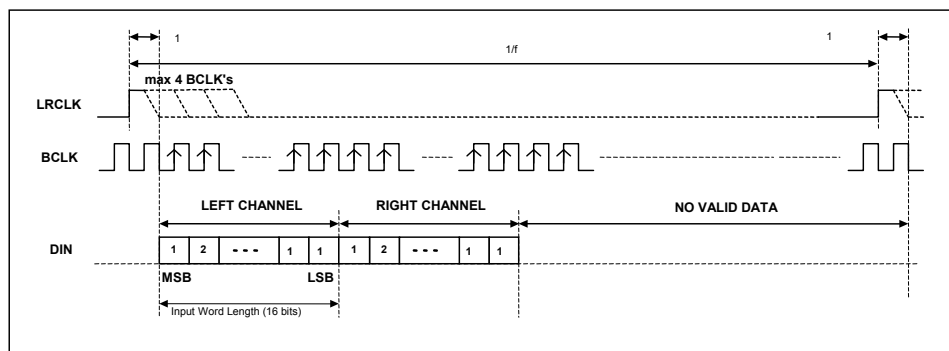 1
1
1/f
max 4 BCLK's
LRCLK
BCLK
LEFT CHANNEL
RIGHT CHANNEL
NO VALID DATA
DIN
1 2 - - - 1 1 1 2 - - - 1 1
MSB
LSB
Input Word Length (16 bits)